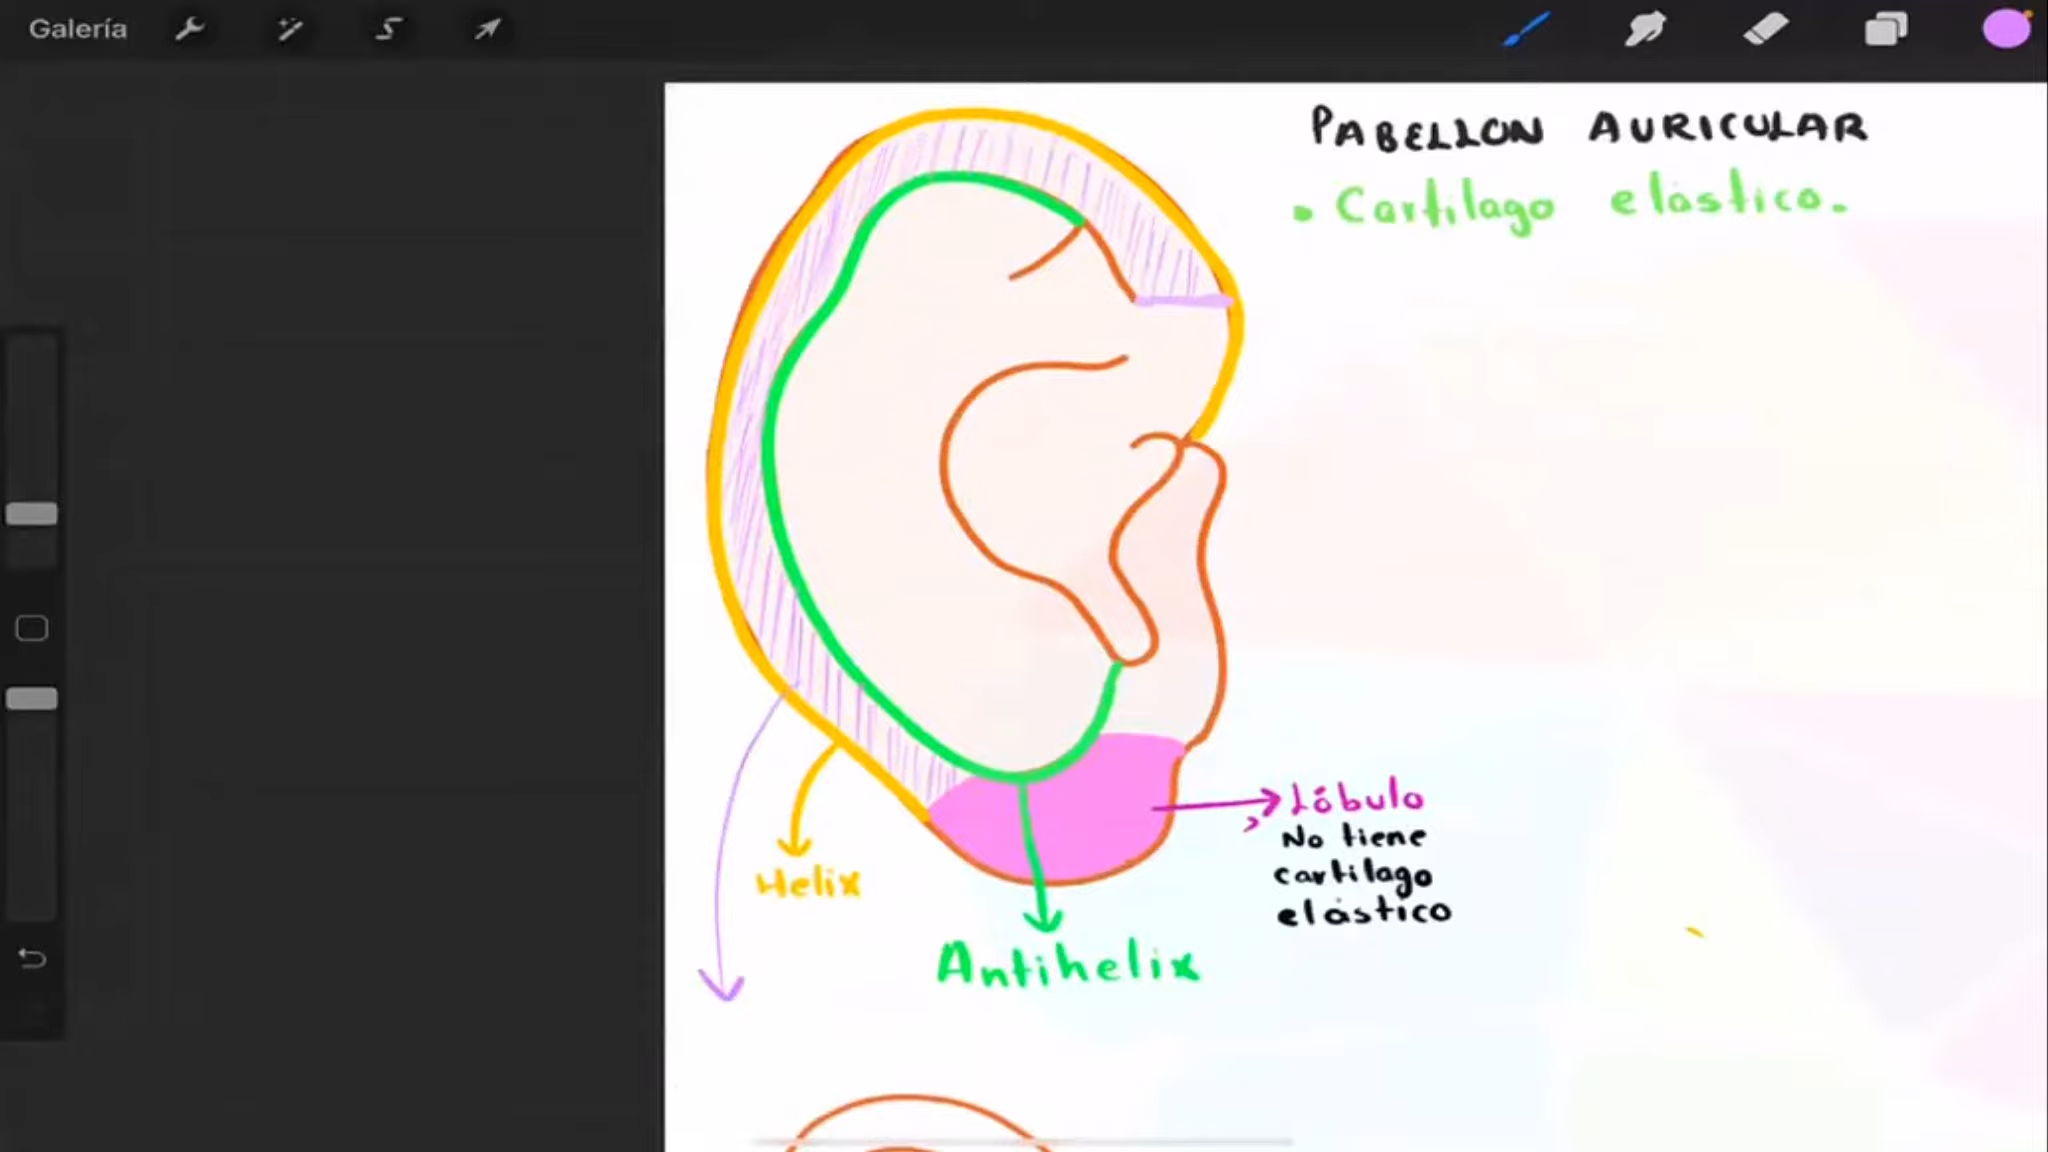 Galería
PABELLON AURICULAR
• Cartilago elástico.
Lóbulo
No tiene
cartilago
elástico
Helix
Antihelix